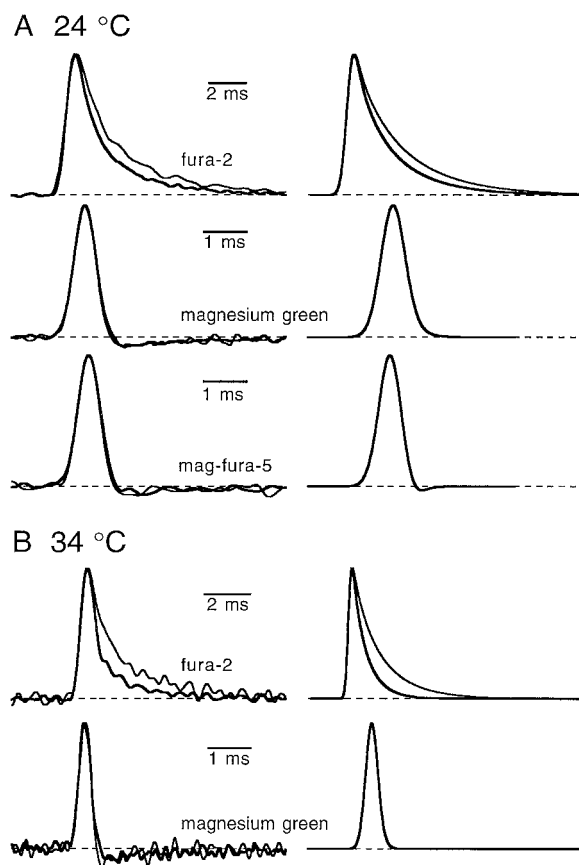 A 24 °C
2 ms
fura-2
1 ms
magnesium green
1 ms
mag-fura-5
B 34 °C
2 ms
fura-2
1 ms
magnesium green